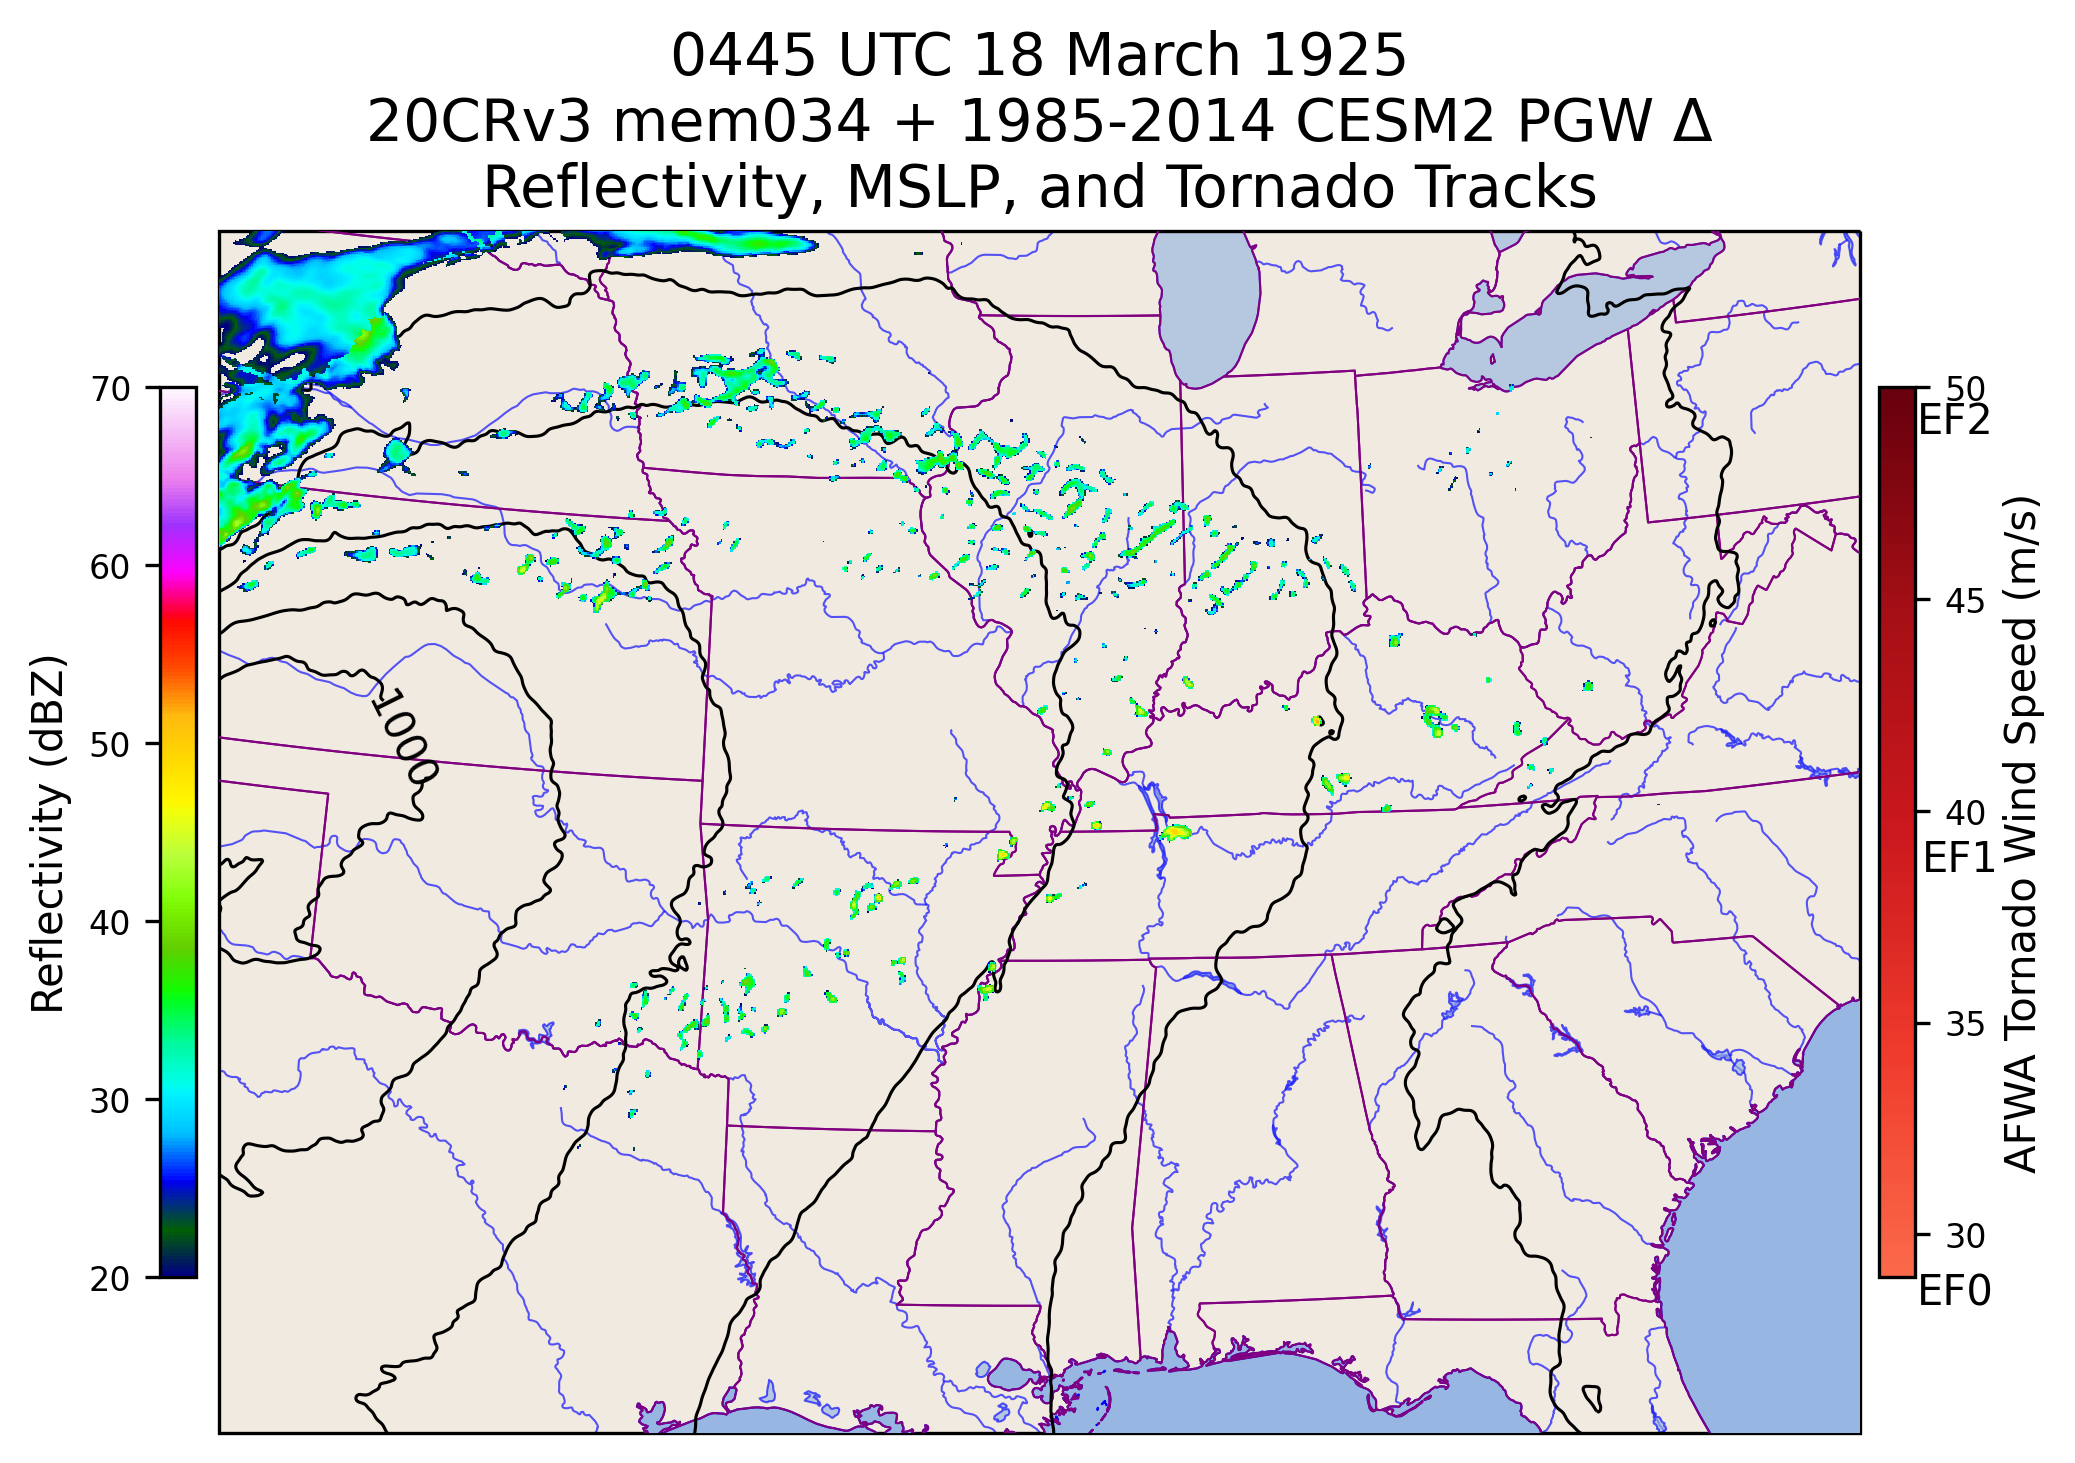 0445 UTC 18 March 1925
20CRv3 mem034 + 1985-2014 CESM2 PGW Δ
Reflectivity, MSLP, and Tornado Tracks
Reflectivity (dBZ)
70
60
50
40
30
20
1000
50
EF2
45
40
EF1
35
30
EF0
AFWA Tornado Wind Speed (m/s)